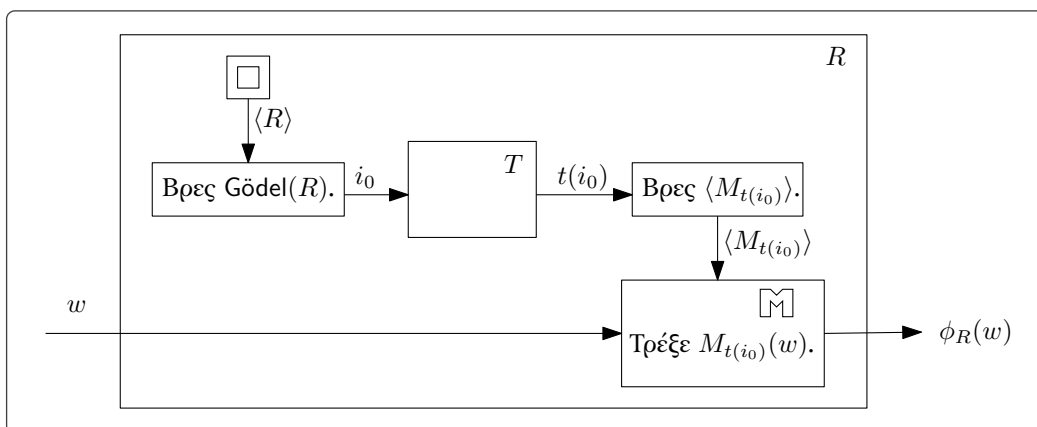 R
⟨R⟩
Βρες Gödel(R).
i₀
T
t(i₀)
Βρες ⟨M_{t(i₀)}⟩.
⟨M_{t(i₀)}⟩
w
M
Τρέξε M_{t(i₀)}(w).
ϕ_R(w)